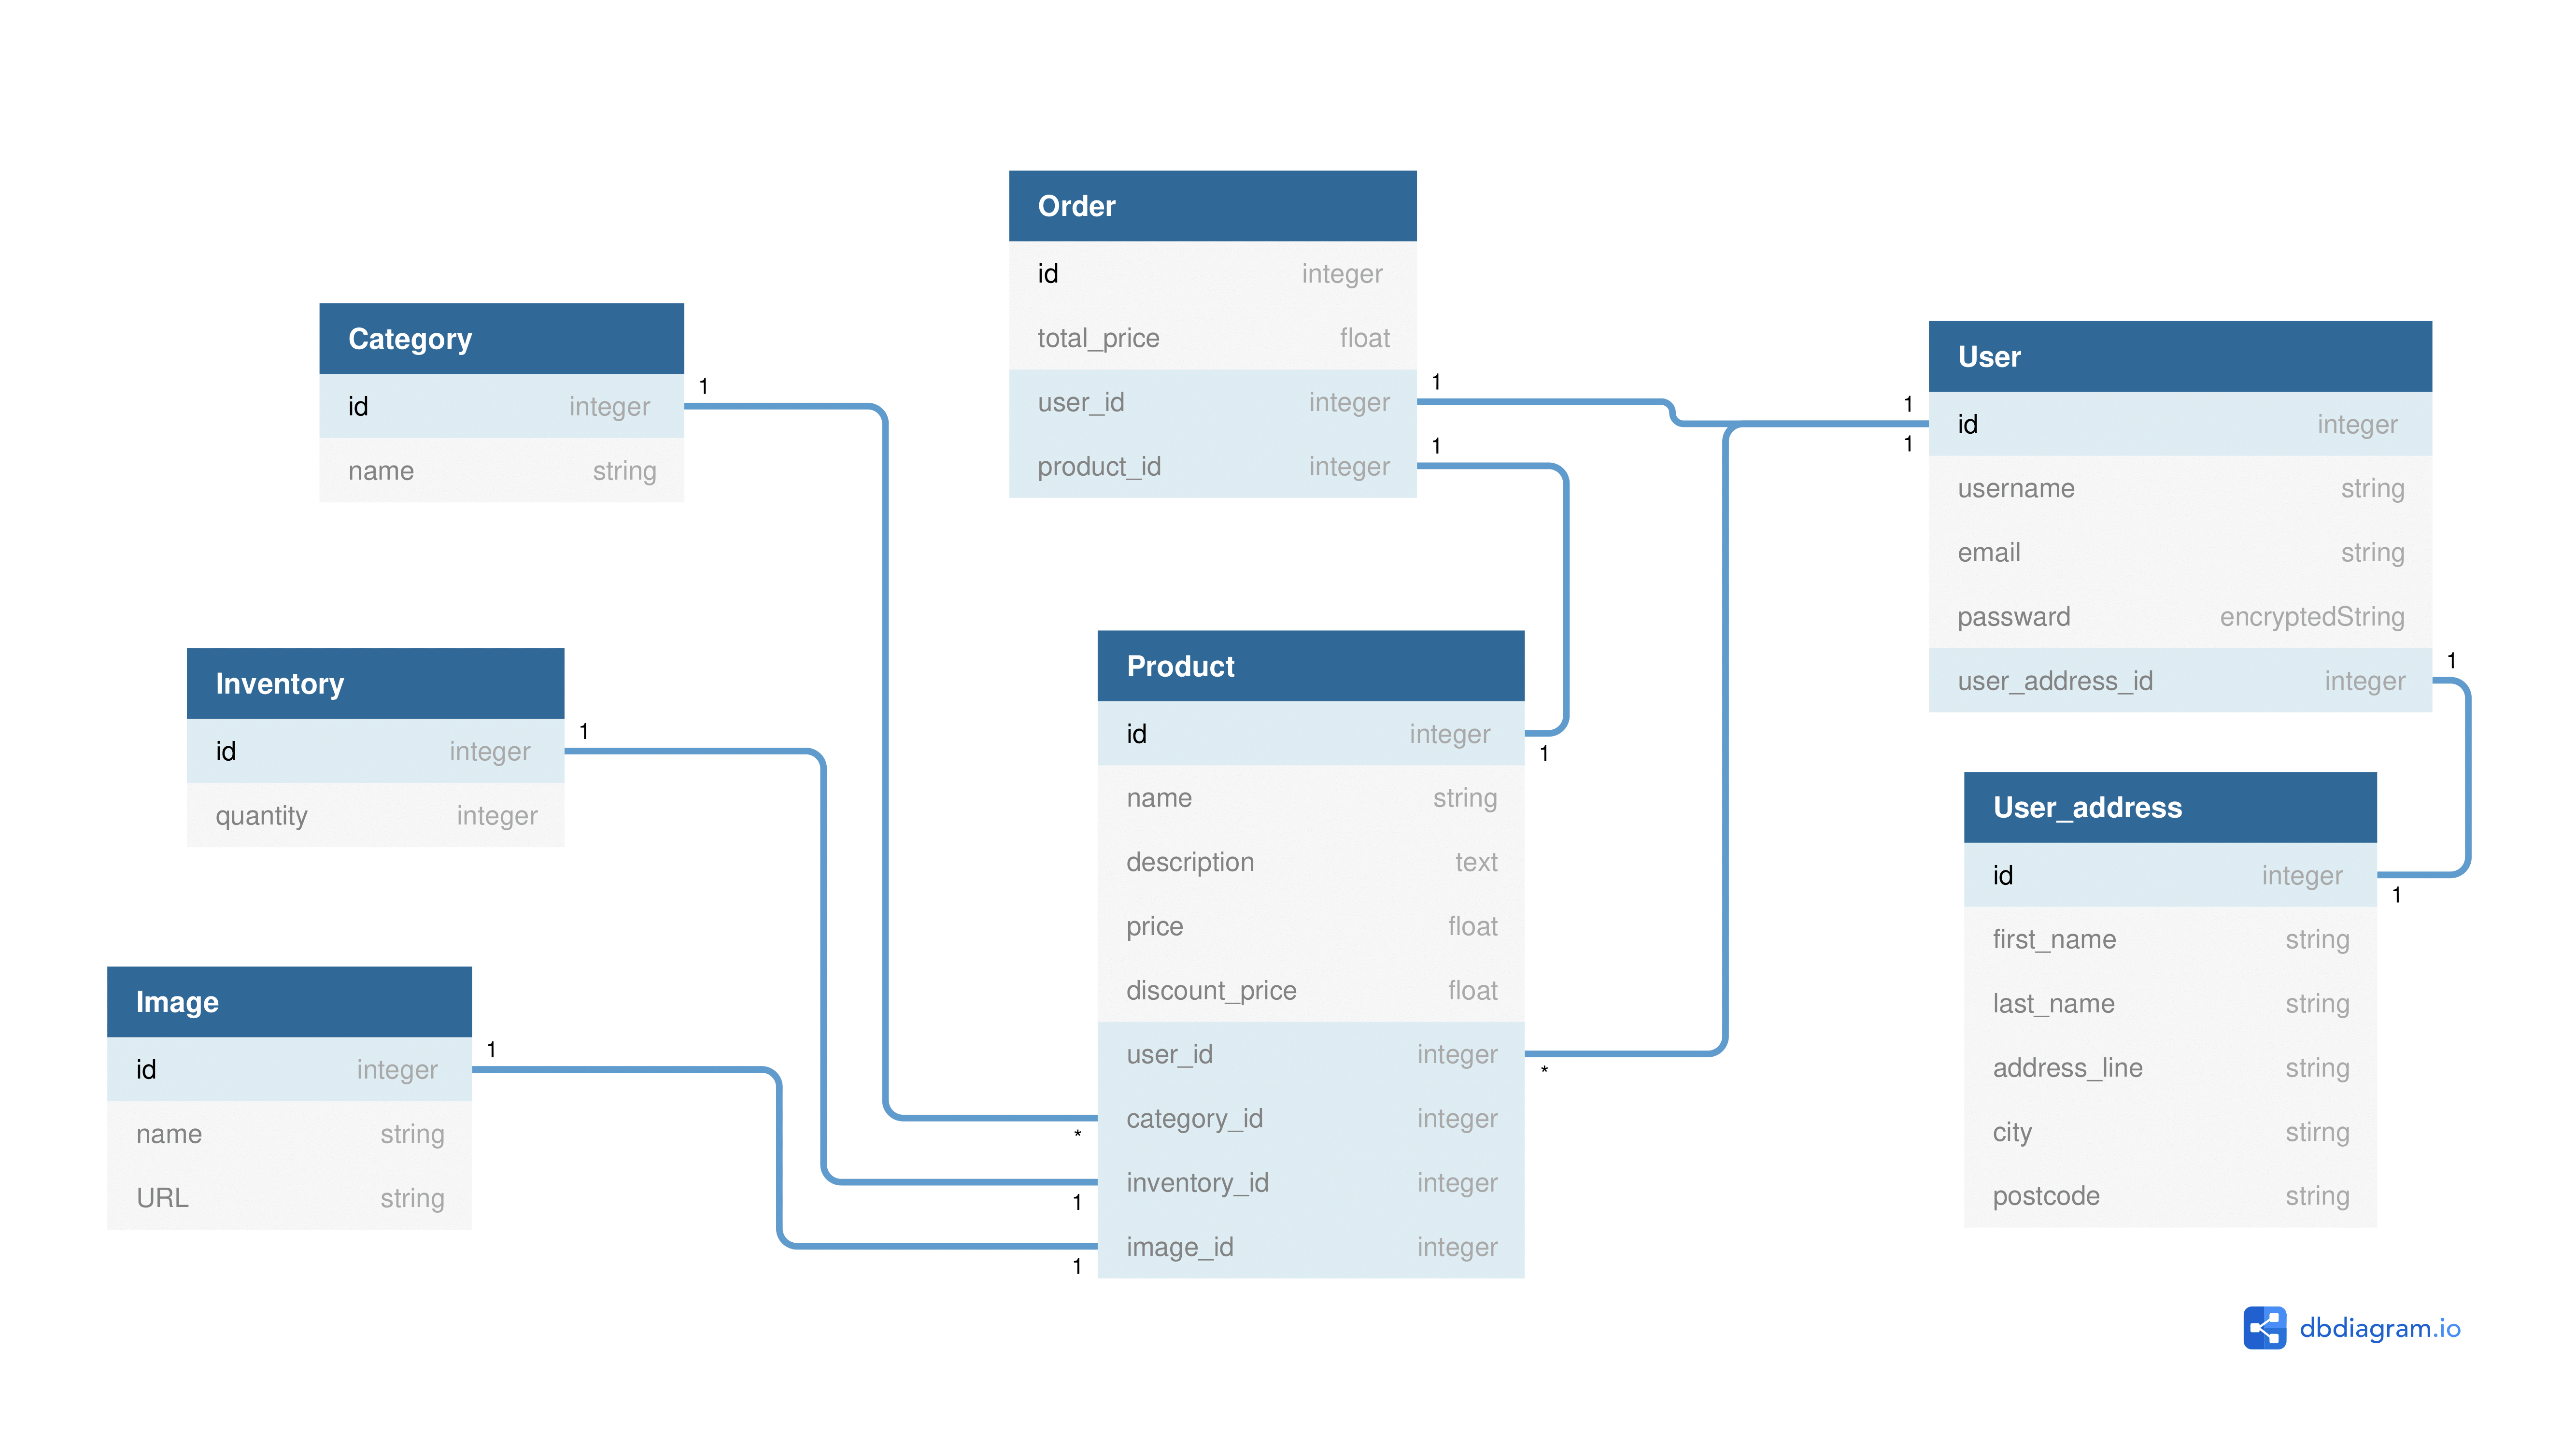 Order
id integer
total_price float
user_id integer 1
product_id integer 1
Category
id integer 1
name string
Inventory
id integer 1
quantity integer
Image
id integer 1
name string
URL string
Product
id integer 1
name string
description text
price float
discount_price float
user_id integer *
* category_id integer
1 inventory_id integer
1 image_id integer
User
1 id integer
1
username string
email string
passward encryptedString
user_address_id integer 1
User_address
id integer 1
first_name string
last_name string
address_line string
city stirng
postcode string
dbdiagram.io